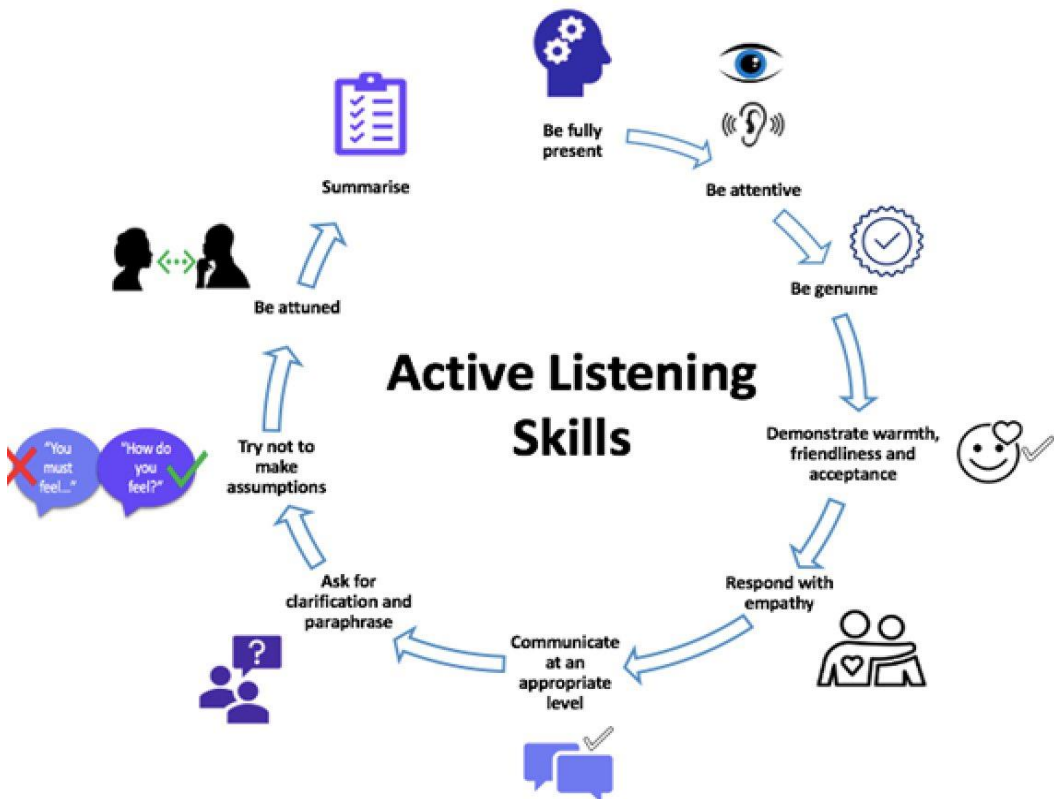 Active Listening
Skills
Be fully
present
Be attentive
Be genuine
Demonstrate warmth,
friendliness and
acceptance
Respond with
empathy
Communicate
at an
appropriate
level
Ask for
clarification and
paraphrase
?
Try not to
make
assumptions
"You
must
feel..."
"How do
you
feel?"
Be attuned
Summarise